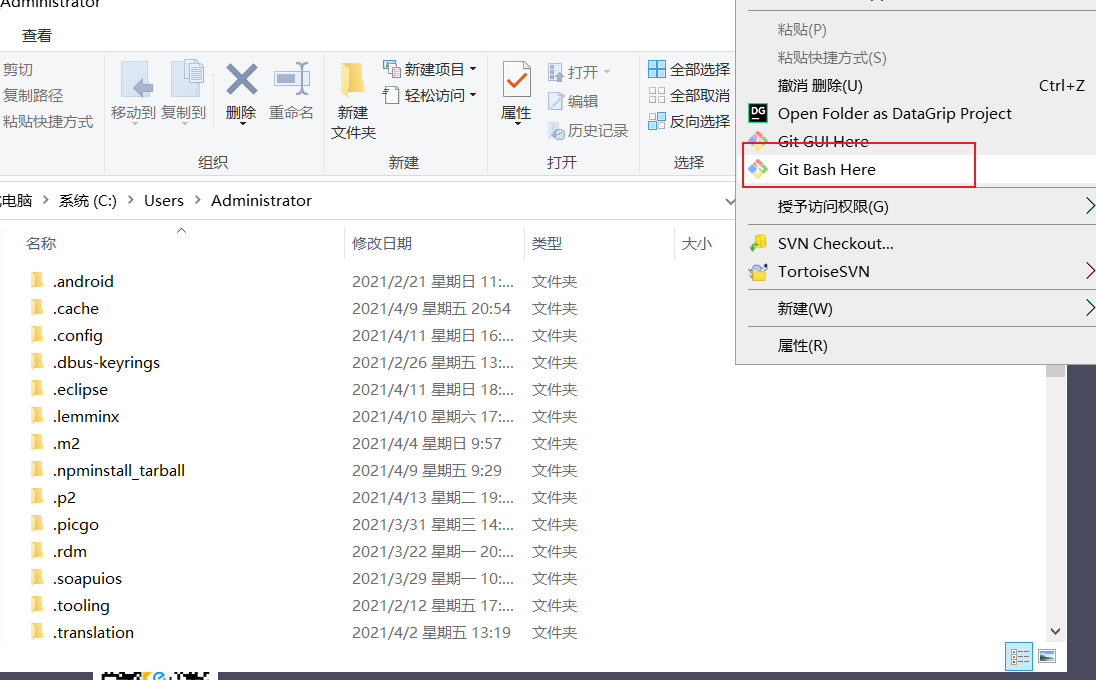 Administrator
查看
剪切
复制路径
粘贴快捷方式
移动到
复制到
删除
重命名
组织
新建
文件夹
新建项目
轻松访问
新建
属性
打开
编辑
历史记录
打开
全部选择
全部取消
反向选择
选择
粘贴(P)
粘贴快捷方式(S)
撤消 删除(U) Ctrl+Z
DG
Open Folder as DataGrip Project
Git GUI Here
Git Bash Here
授予访问权限(G)
SVN Checkout...
TortoiseSVN
新建(W)
属性(R)
电脑 > 系统 (C:) > Users > Administrator
名称 修改日期 类型 大小
.android 2021/2/21 星期日 11:... 文件夹
.cache 2021/4/9 星期五 20:54 文件夹
.config 2021/4/11 星期日 16:... 文件夹
.dbus-keyrings 2021/2/26 星期五 13:... 文件夹
.eclipse 2021/4/11 星期日 18:... 文件夹
.lemminx 2021/4/10 星期六 17:... 文件夹
.m2 2021/4/4 星期日 9:57 文件夹
.npminstall_tarball 2021/4/9 星期五 9:29 文件夹
.p2 2021/4/13 星期二 19:... 文件夹
.picgo 2021/3/31 星期三 14:... 文件夹
.rdm 2021/3/22 星期一 20:... 文件夹
.soapuios 2021/3/29 星期一 10:... 文件夹
.tooling 2021/2/12 星期五 17:... 文件夹
.translation 2021/4/2 星期五 13:19 文件夹